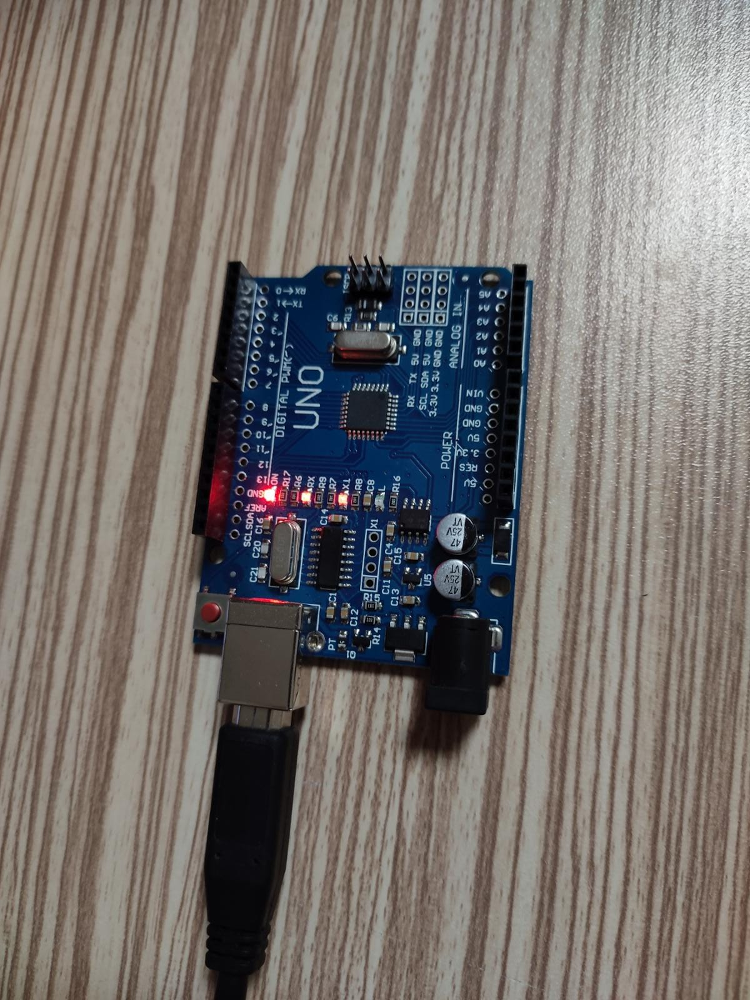 RX←0
TX→1
2
~3
4
~5
~6
7
8
~9
~10
~11
12
13
GND
AREF
SDA
SCL
DIGITAL PWM(~)
UNO
ON
R17
R6
RX
R9
R7
TX
R8
C8
L
R16
C6
R13
RX TX 5V GND
SCL SDA 5V GND
3.3V 3.3V GND GND
ANALOG IN
A5
A4
A3
A2
A1
A0
POWER
VIN
GND
GND
5V
3.3V
RES
5V
C16
C20
C21
C14
X1
C4
C15
C11
C13
U5
R15
C12
R14
PT
47
25V
VT
47
25V
VT